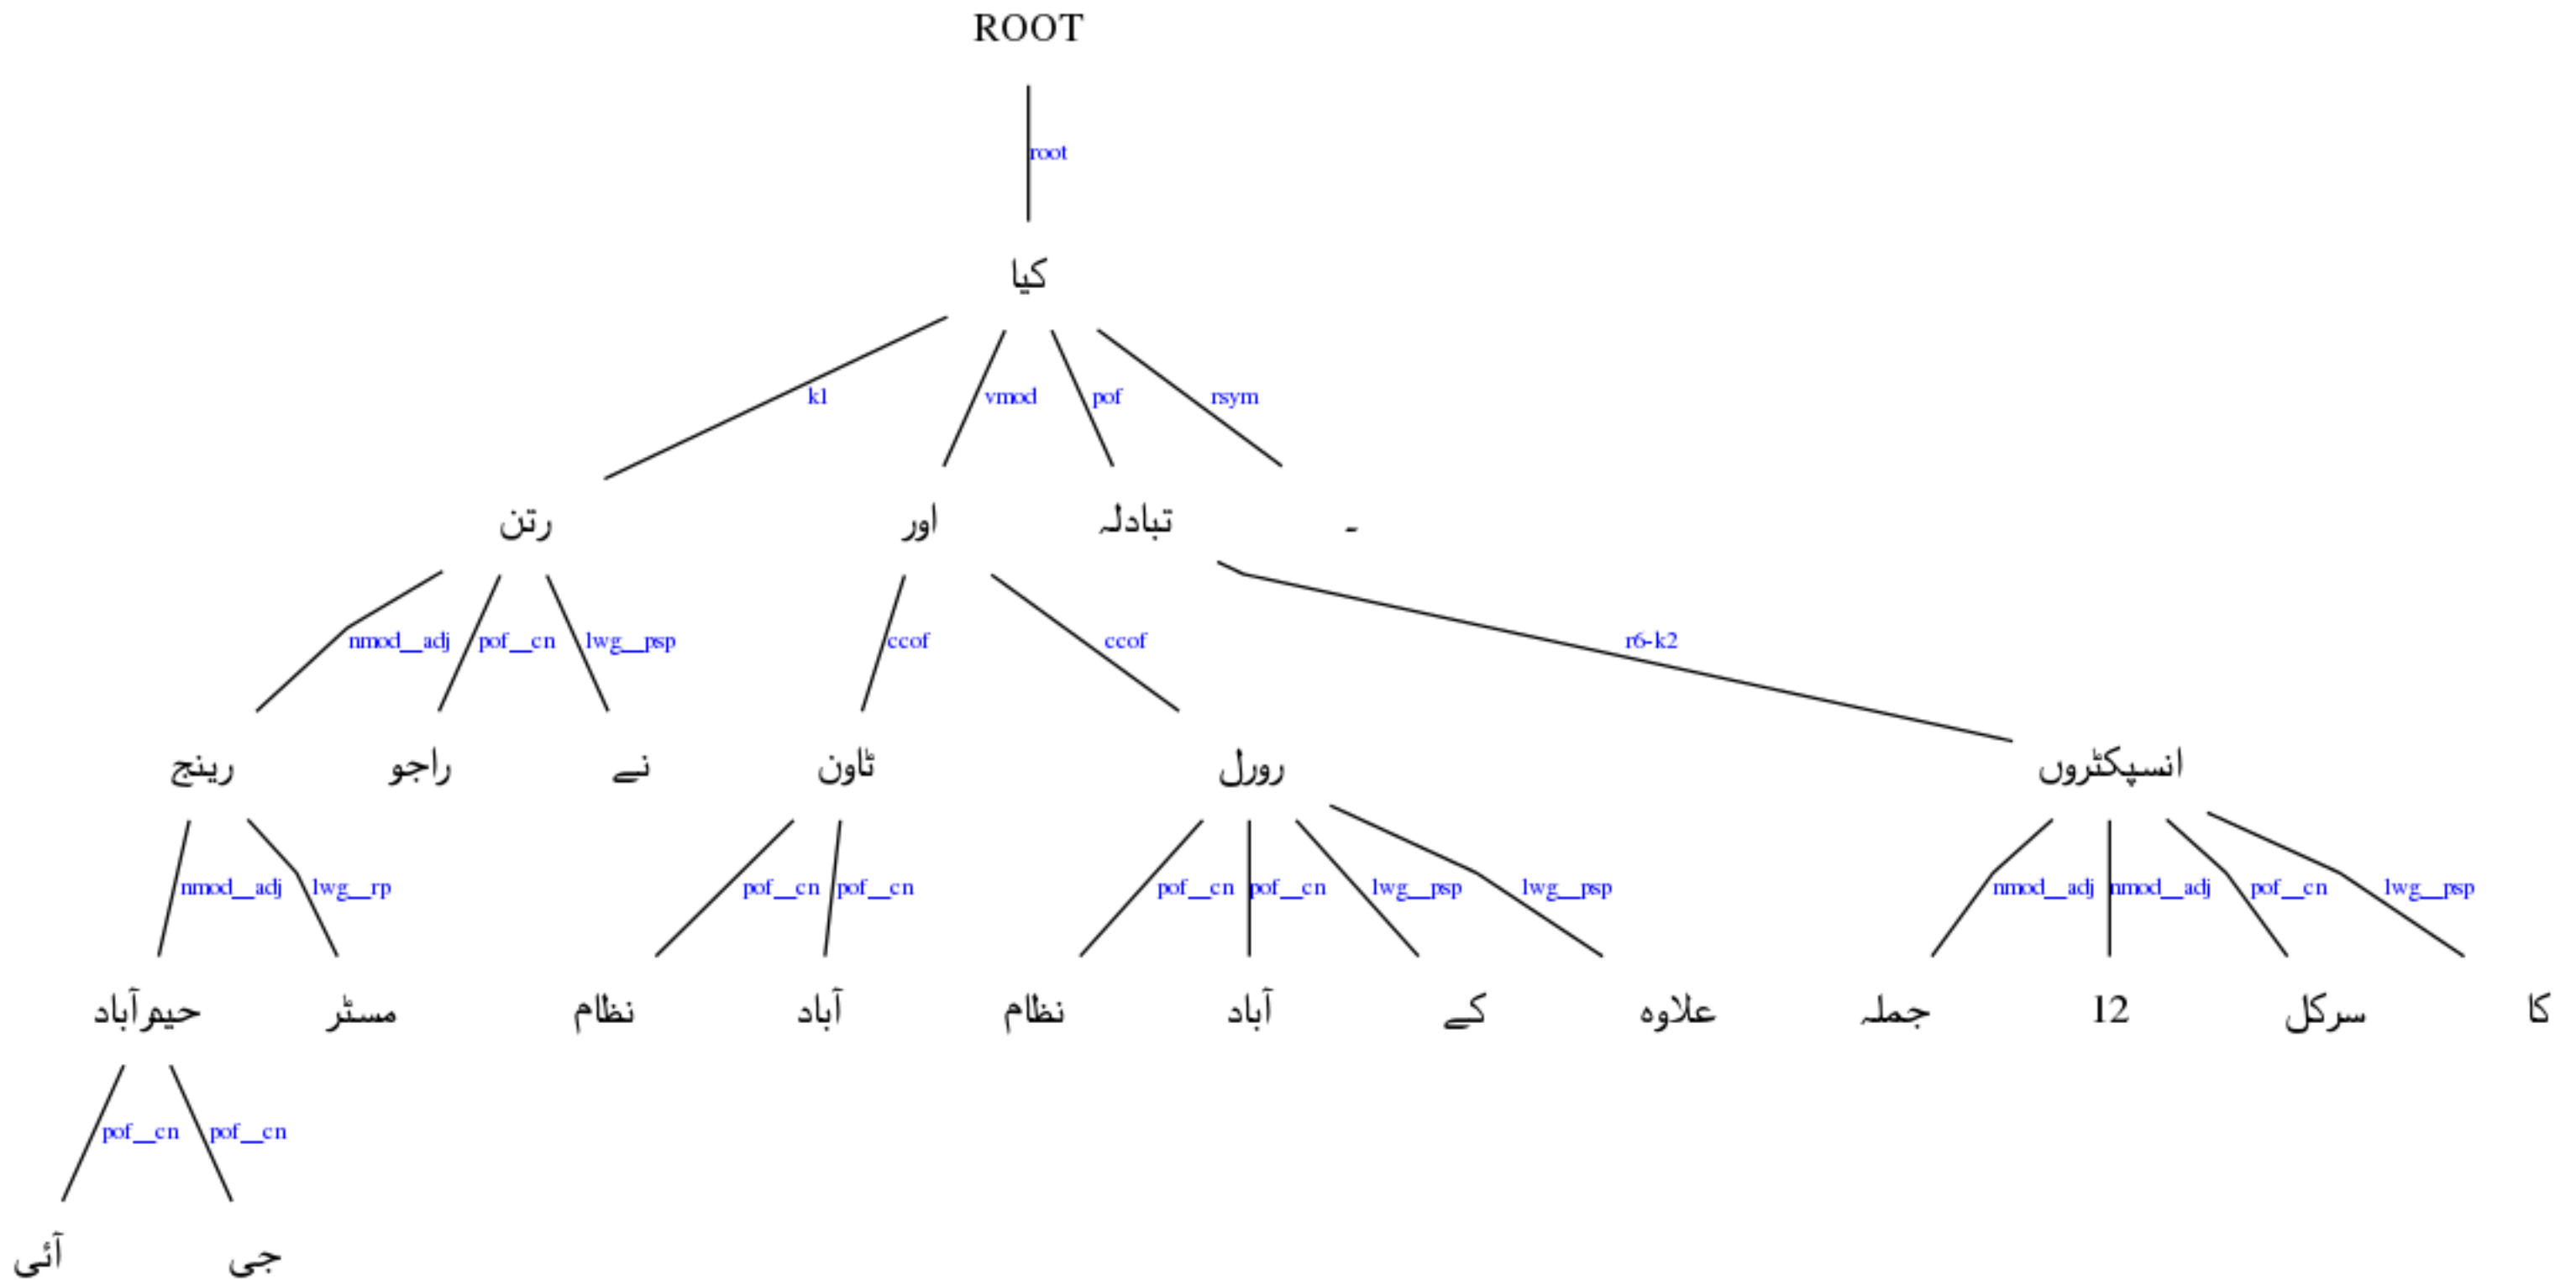 ROOT
root
کیا
k1 vmod pof rsym
رتن اور تبادلہ ۔
nmod__adj pof__cn lwg__psp ccof ccof r6-k2
رینج راجو نے ٹاون رورل انسپکٹروں
nmod__adj lwg__rp pof__cn pof__cn pof__cn pof__cn lwg__psp lwg__psp nmod__adj nmod__adj pof__cn lwg__psp
مسٹر نظام آباد نظام آباد کے علاوہ جملہ 12 سرکل کا
pof__cn pof__cn
آئی جی